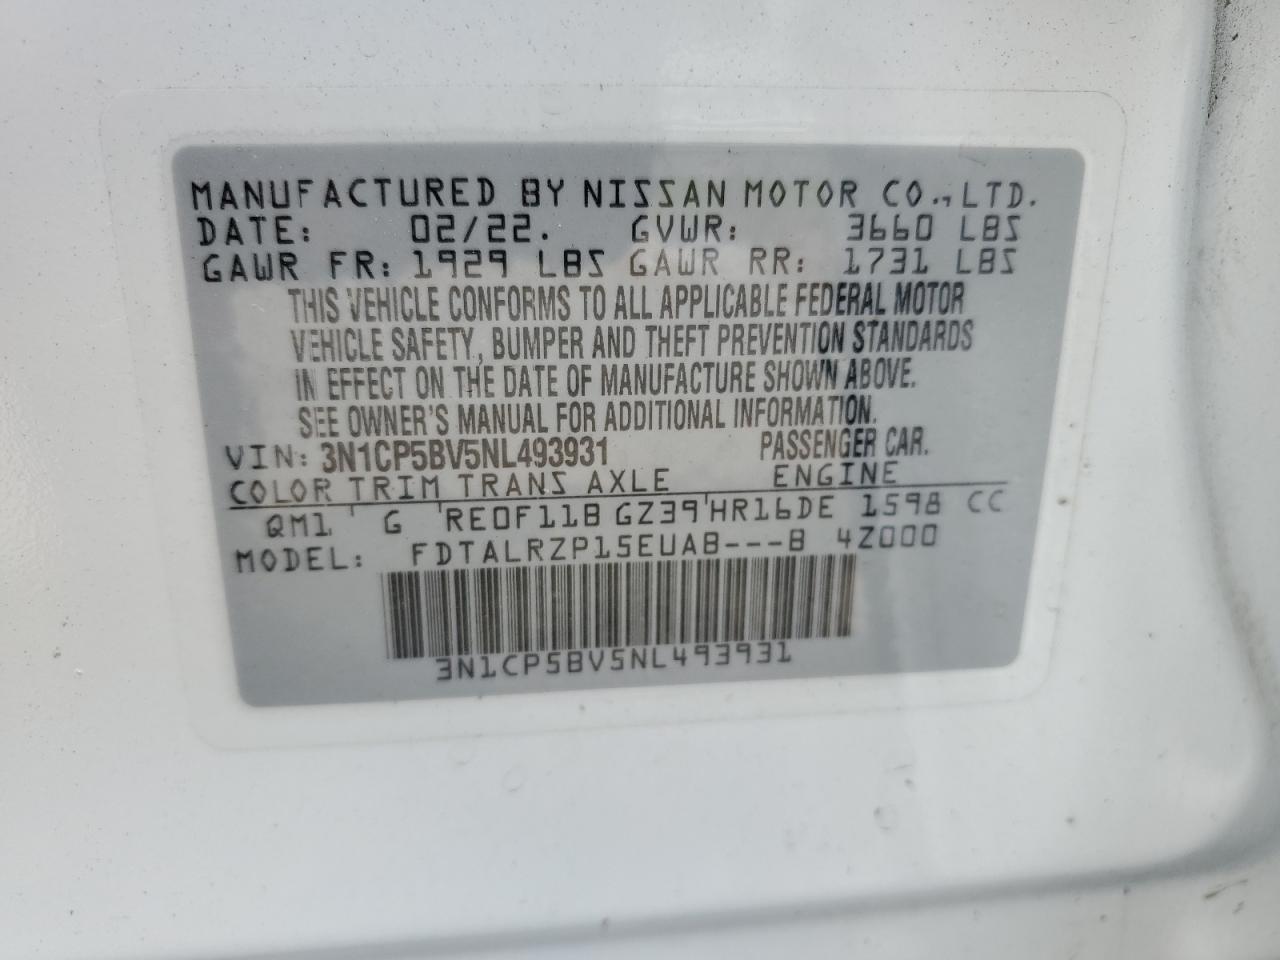 MANUFACTURED BY NISSAN MOTOR CO., LTD.
DATE: 02/22. GVWR: 3660 LBS
GAWR FR: 1929 LBS GAWR RR: 1731 LBS
THIS VEHICLE CONFORMS TO ALL APPLICABLE FEDERAL MOTOR
VEHICLE SAFETY, BUMPER AND THEFT PREVENTION STANDARDS
IN EFFECT ON THE DATE OF MANUFACTURE SHOWN ABOVE.
SEE OWNER'S MANUAL FOR ADDITIONAL INFORMATION.
VIN: 3N1CP5BV5NL493931 PASSENGER CAR.
COLOR TRIM TRANS AXLE ENGINE
QM1 G RE0F11B GZ39 HR16DE 1598 CC
MODEL: FDTALRZP15EUAB---B 4Z000
3N1CP5BV5NL493931